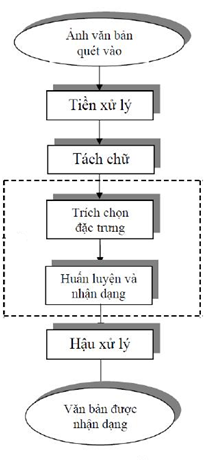 Ảnh văn bản
quét vào
Tiền xử lý
Tách chữ
Trích chọn
đặc trưng
Huấn luyện và
nhận dạng
Hậu xử lý
Văn bản được
nhận dạng